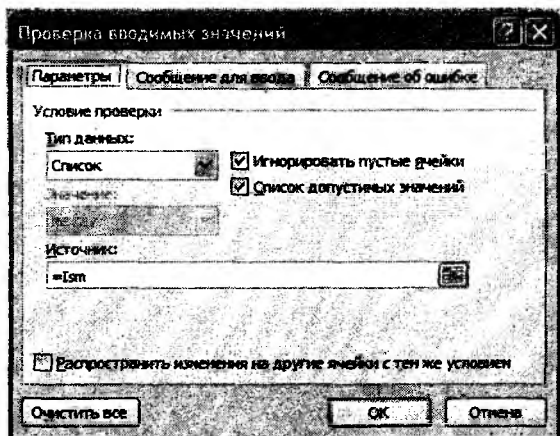 Проверка вводимых значений
Параметры Сообщение для ввода Сообщение об ошибке
Условие проверки
Тип данных:
Список
Игнорировать пустые ячейки
Список допустимых значений
Значение:
Источник:
=Ism
Распространить изменения на другие ячейки с тем же условием
Очистить все ОК Отмена